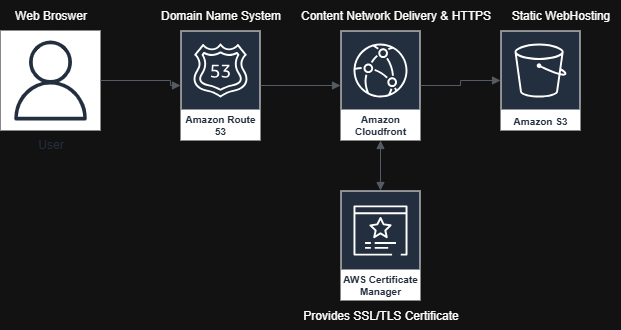 Web Broswer
Domain Name System
Content Network Delivery & HTTPS
Static WebHosting
53
Amazon Route
53
Amazon
Cloudfront
Amazon S3
User
AWS Certificate
Manager
Provides SSL/TLS Certificate